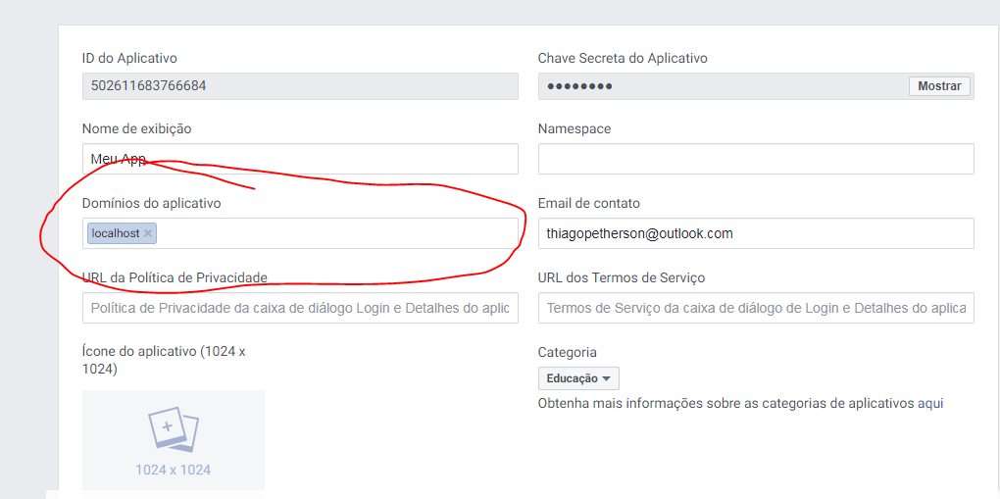 ID do Aplicativo
Chave Secreta do Aplicativo
502611683766684
●●●●●●●●
Mostrar
Nome de exibição
Namespace
Meu App
Domínios do aplicativo
Email de contato
localhost ×
thiagopetherson@outlook.com
URL da Política de Privacidade
URL dos Termos de Serviço
Política de Privacidade da caixa de diálogo Login e Detalhes do aplic
Termos de Serviço da caixa de diálogo de Login e Detalhes do aplica
Ícone do aplicativo (1024 x
1024)
Categoria
Educação
Obtenha mais informações sobre as categorias de aplicativos aqui
1024 x 1024